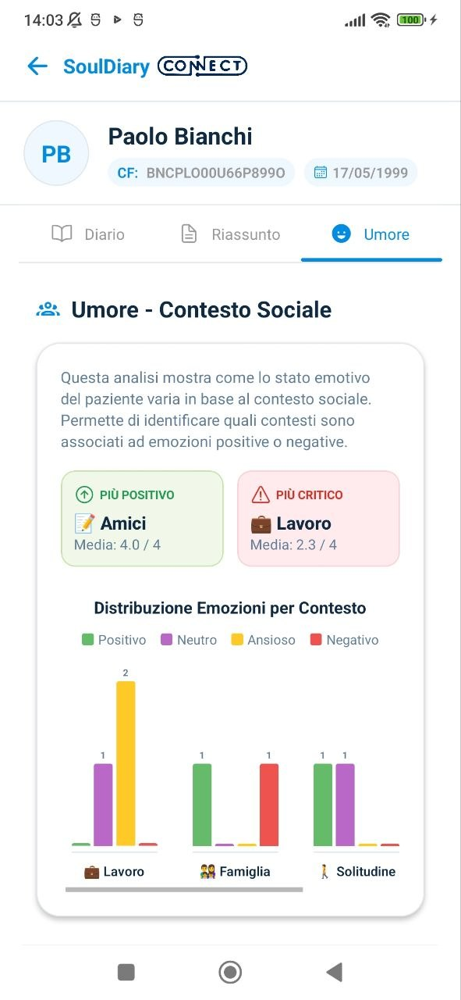 14:03
100
SoulDiary CONNECT
PB
Paolo Bianchi
CF: BNCPLO00U66P899O
17/05/1999
Diario
Riassunto
Umore
Umore - Contesto Sociale
Questa analisi mostra come lo stato emotivo
del paziente varia in base al contesto sociale.
Permette di identificare quali contesti sono
associati ad emozioni positive o negative.
PIÙ POSITIVO
Amici
Media: 4.0 / 4
PIÙ CRITICO
Lavoro
Media: 2.3 / 4
Distribuzione Emozioni per Contesto
Positivo Neutro Ansioso Negativo
2
1 1 1 1 1
Lavoro Famiglia Solitudine